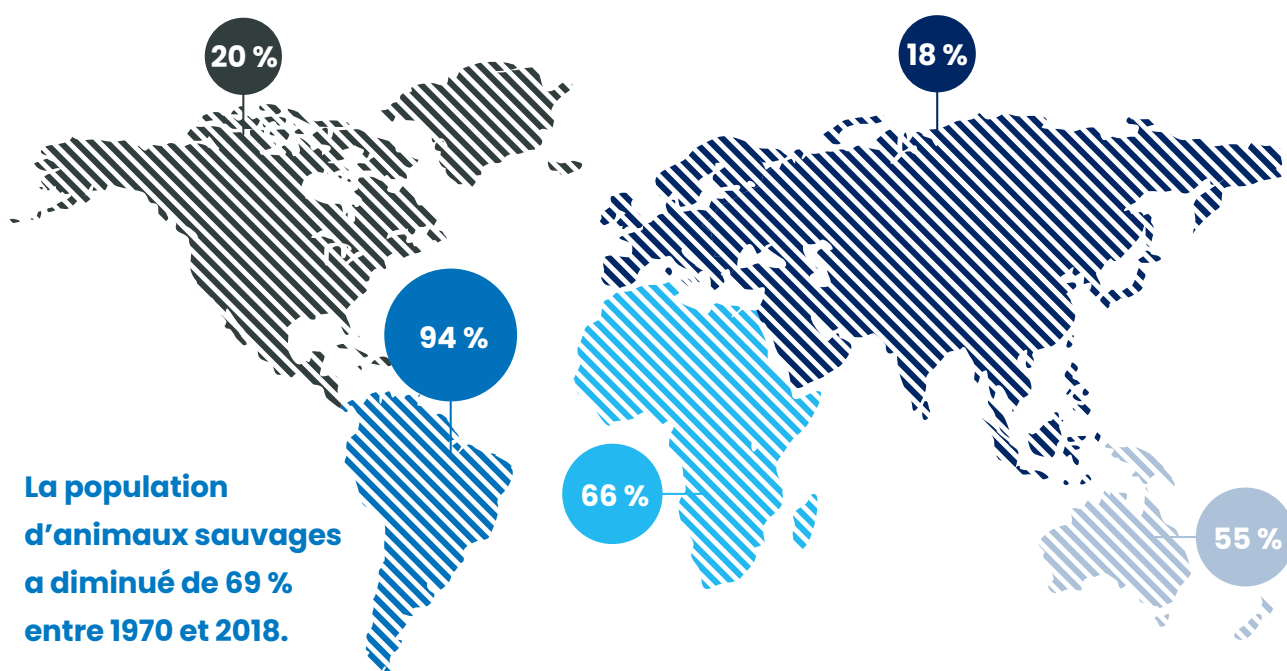 20 %
18 %
94 %
66 %
55 %
La population
d’animaux sauvages
a diminué de 69 %
entre 1970 et 2018.